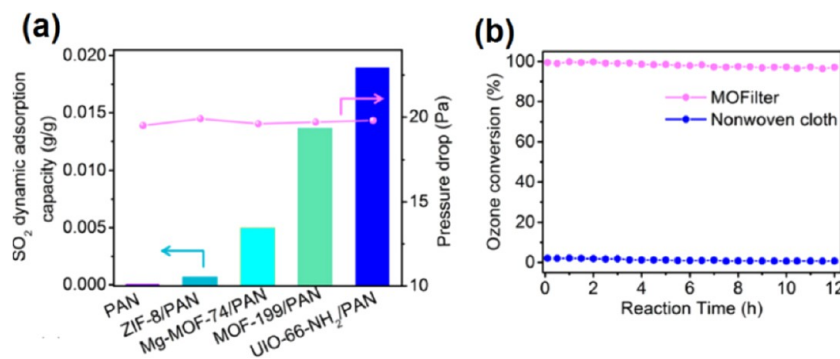 (a)
SO₂ dynamic adsorption
capacity (g/g)
0.020
0.015
0.010
0.005
0.000
20
15
10
Pressure drop (Pa)
PAN
ZIF-8/PAN
Mg-MOF-74/PAN
MOF-199/PAN
UIO-66-NH₂/PAN
(b)
Ozone conversion (%)
100
80
60
40
20
0
MOFilter
Nonwoven cloth
0 2 4 6 8 10 12
Reaction Time (h)